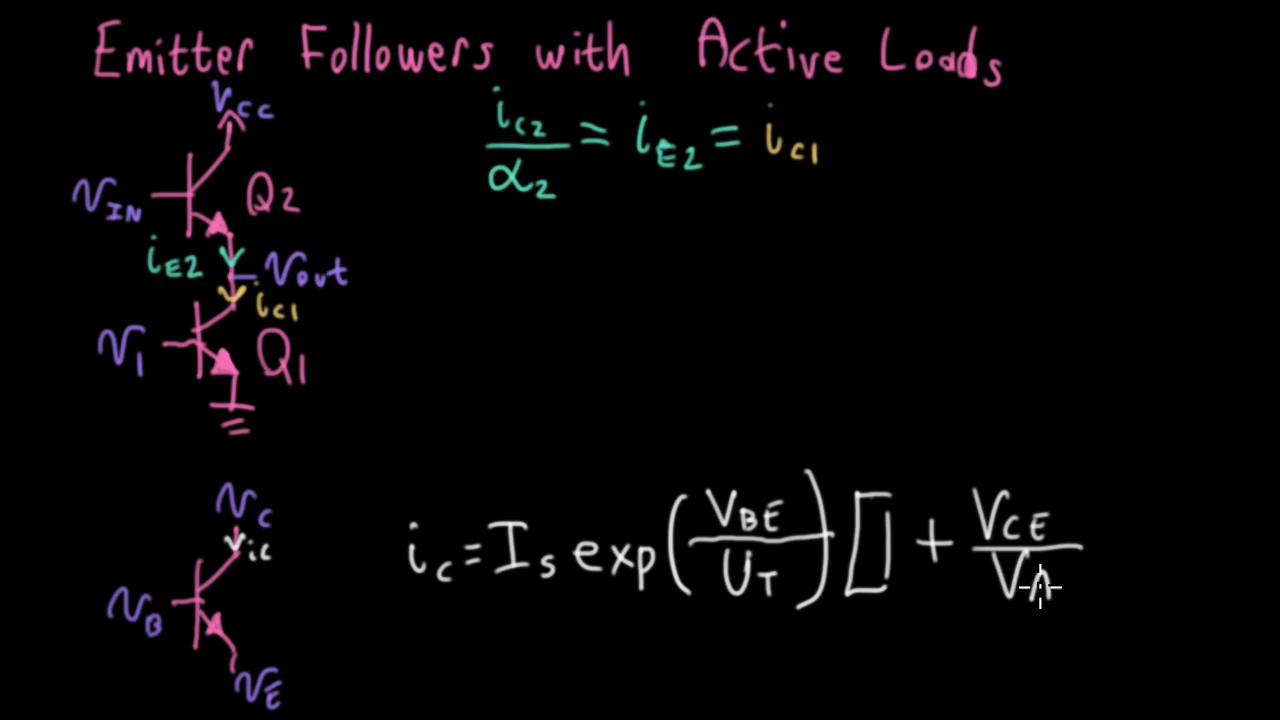 Emitter Followers with Active Loads
VCC
iC2/α2 = iE2 = iC1
VIN
Q2
iE2
Vout
iC1
V1
Q1
VC
iC
iC = IS exp(VBE/UT) [1 + VCE/VA
VB
VE